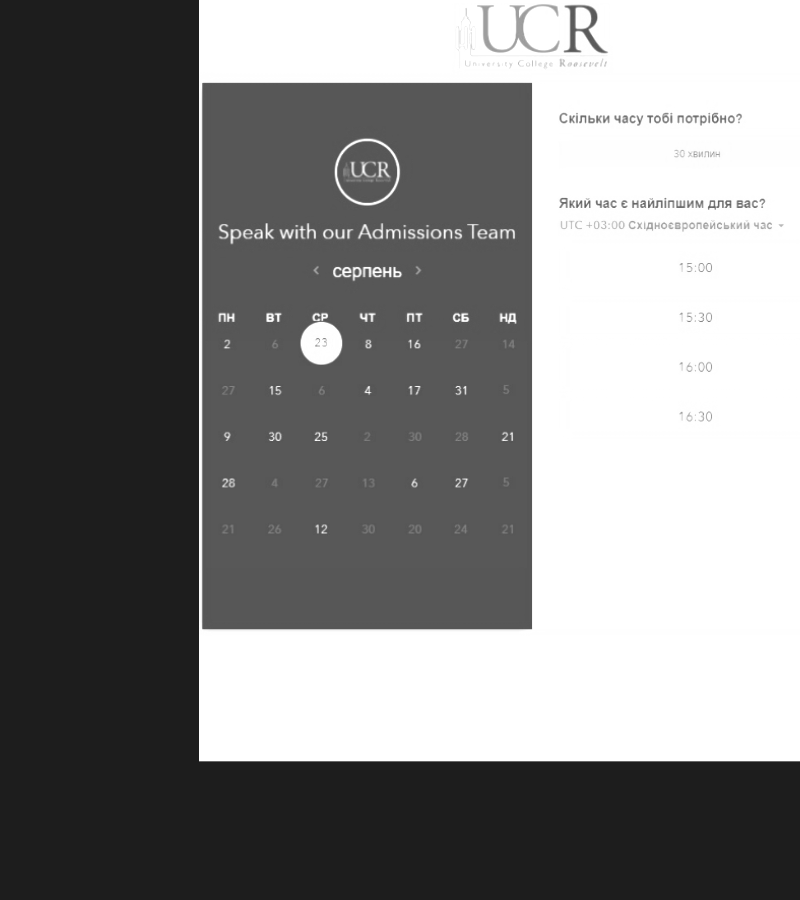 UCR
University College Roosevelt
UCR
Speak with our Admissions Team
‹ серпень ›
ПН ВТ СР ЧТ ПТ СБ НД
2 6 23 8 16 27 14
27 15 6 4 17 31 5
9 30 25 2 30 28 21
28 4 27 13 6 27 5
21 26 12 30 20 24 21
Скільки часу тобі потрібно?
30 хвилин
Який час є найліпшим для вас?
UTC +03:00 Східноєвропейський час
15:00
15:30
16:00
16:30